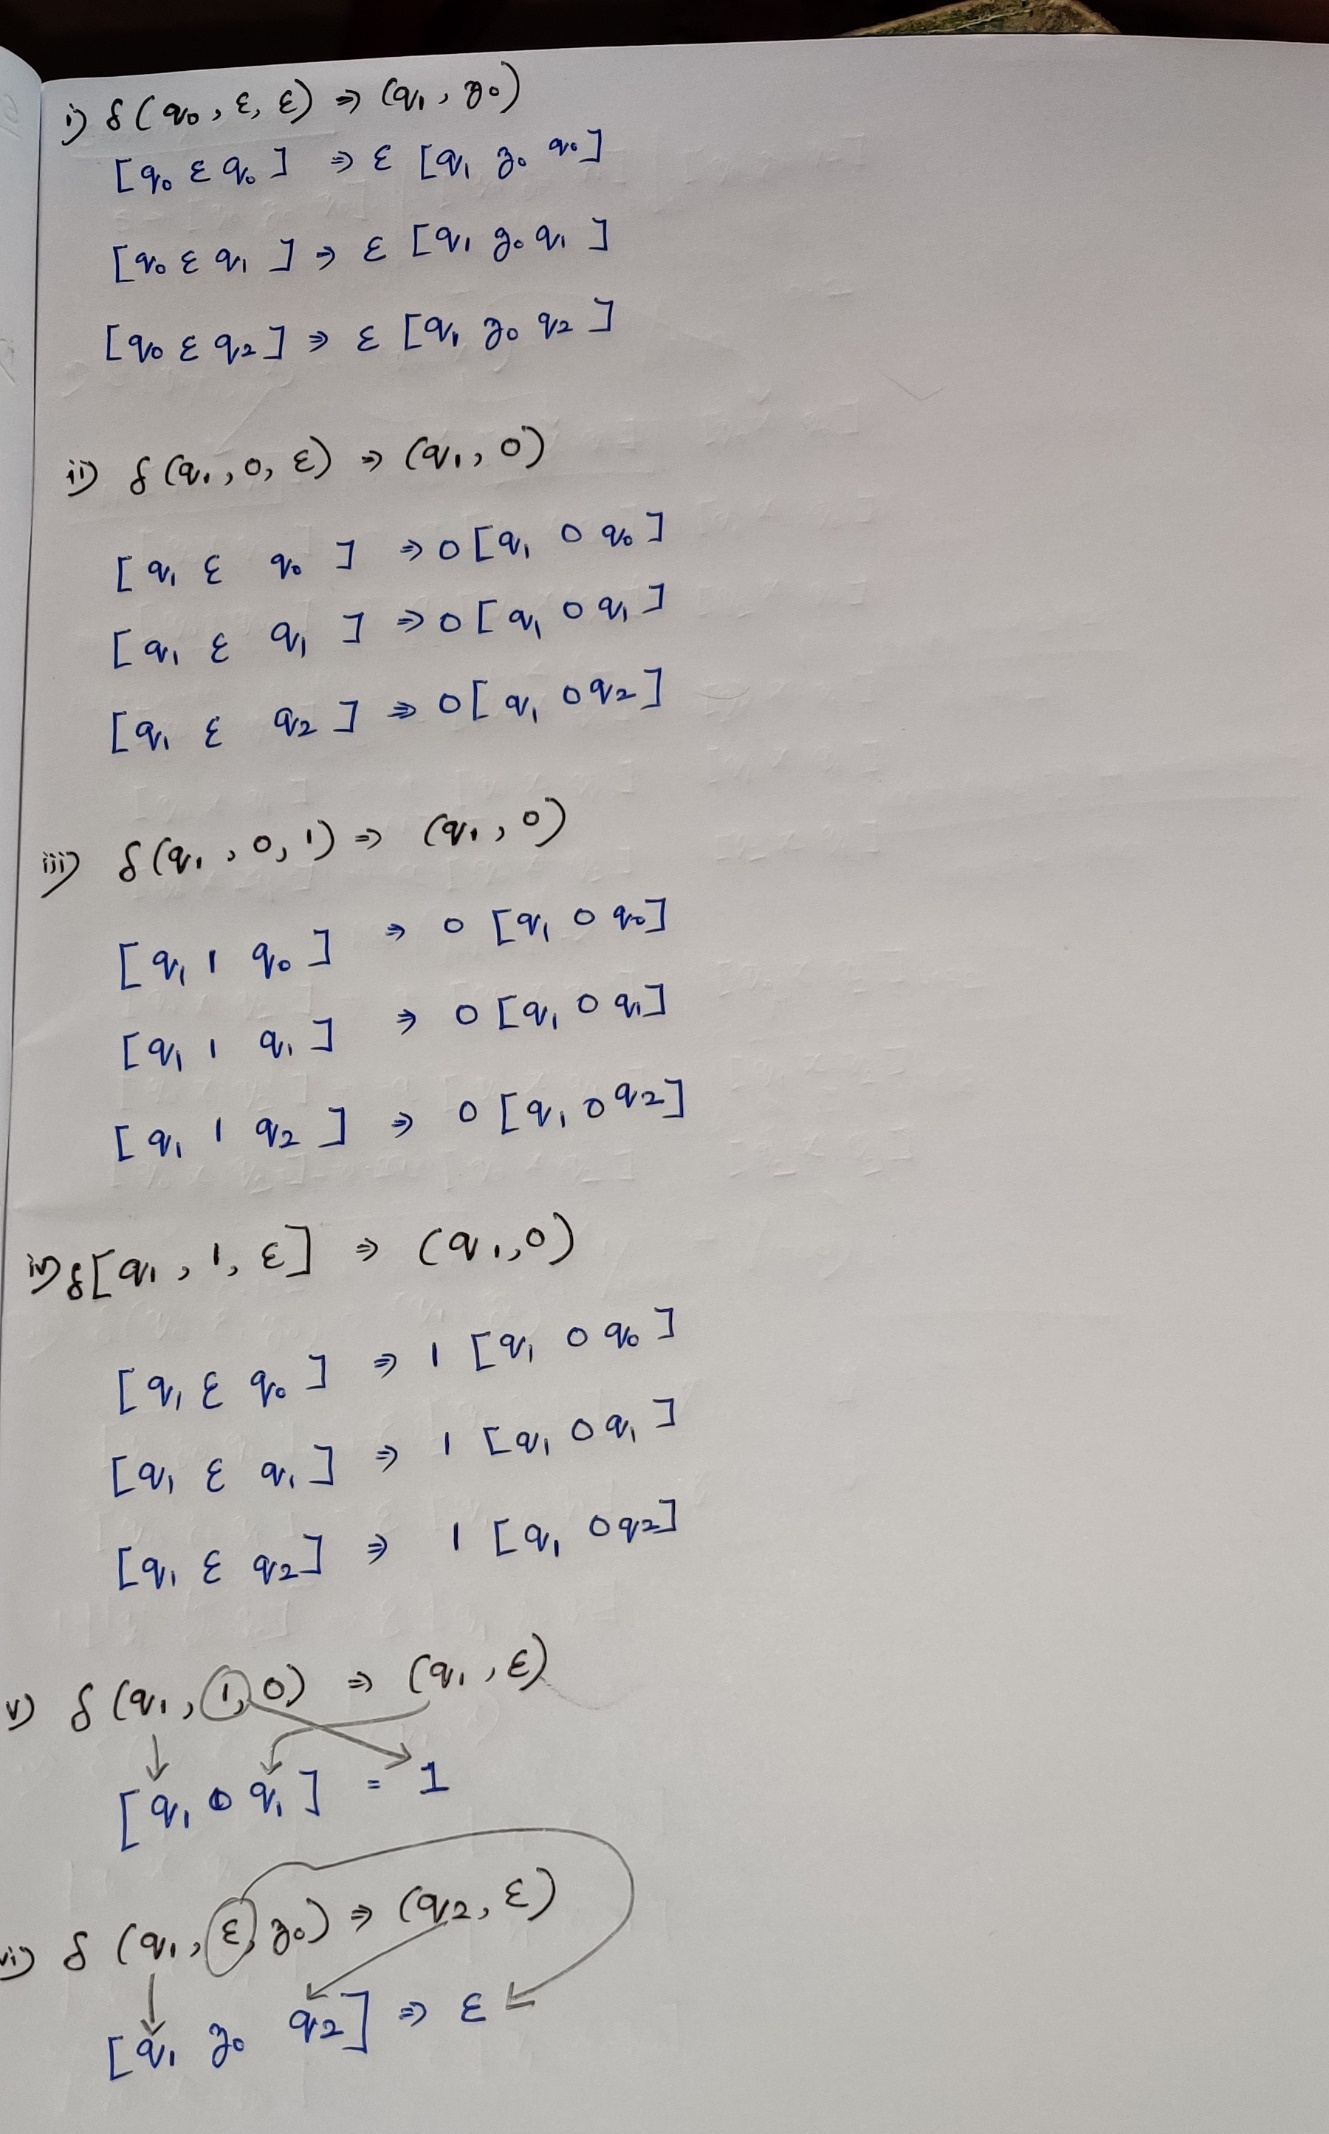 i) δ(q₀, ε, ε) ⇒ (q₁, z₀)
[q₀ ε q₀] ⇒ ε [q₁ z₀ q₀]
[q₀ ε q₁] ⇒ ε [q₁ z₀ q₁]
[q₀ ε q₂] ⇒ ε [q₁ z₀ q₂]
ii) δ(q₁, 0, ε) ⇒ (q₁, 0)
[q₁ ε q₀] ⇒ 0 [q₁ 0 q₀]
[q₁ ε q₁] ⇒ 0 [q₁ 0 q₁]
[q₁ ε q₂] ⇒ 0 [q₁ 0 q₂]
iii) δ(q₁, 0, 1) ⇒ (q₁, 0)
[q₁ 1 q₀] ⇒ 0 [q₁ 0 q₀]
[q₁ 1 q₁] ⇒ 0 [q₁ 0 q₁]
[q₁ 1 q₂] ⇒ 0 [q₁ 0 q₂]
iv) δ[q₁, 1, ε] ⇒ (q₁, 0)
[q₁ ε q₀] ⇒ 1 [q₁ 0 q₀]
[q₁ ε q₁] ⇒ 1 [q₁ 0 q₁]
[q₁ ε q₂] ⇒ 1 [q₁ 0 q₂]
v) δ(q₁, 1, 0) ⇒ (q₁, ε)
[q₁ 0 q₁] = 1
vi) δ(q₁, ε, z₀) ⇒ (q₂, ε)
[q₁ z₀ q₂] ⇒ ε